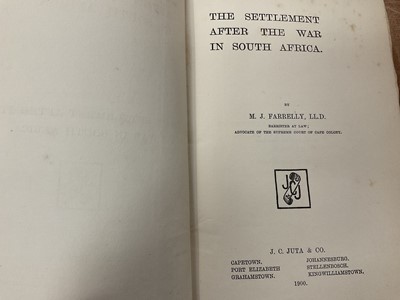 THE SETTLEMENT
AFTER THE WAR
IN SOUTH AFRICA.
BY
M. J. FARRELLY, LL.D.
BARRISTER AT LAW;
ADVOCATE OF THE SUPREME COURT OF CAPE COLONY.
JCJ
J. C. JUTA & CO.
CAPETOWN. JOHANNESBURG.
PORT ELIZABETH STELLENBOSCH.
GRAHAMSTOWN. KINGWILLIAMSTOWN.
1900.